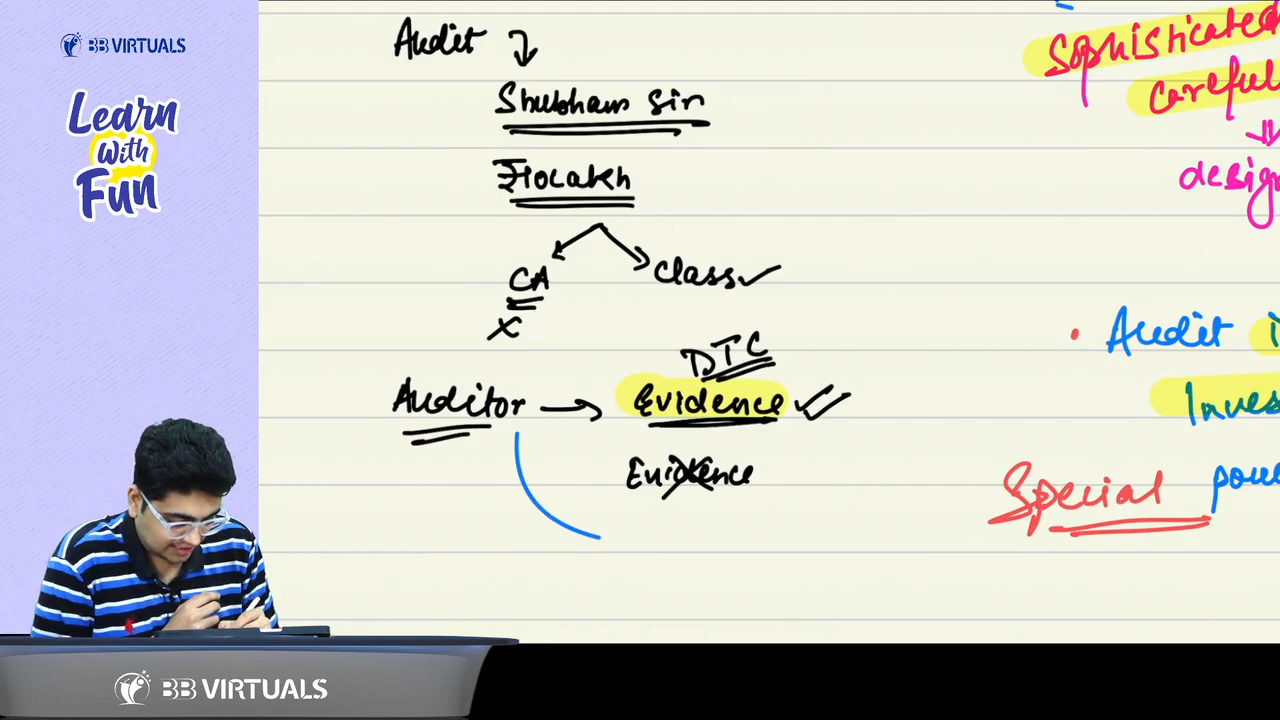 BB VIRTUALS
Learn
with
Fun
Audit
Shubham Sir
CA
Class
DTC
Auditor → Evidence
Evidence
Sophisticated
Careful
design
Audit i
Inves
Special pow
BB VIRTUALS